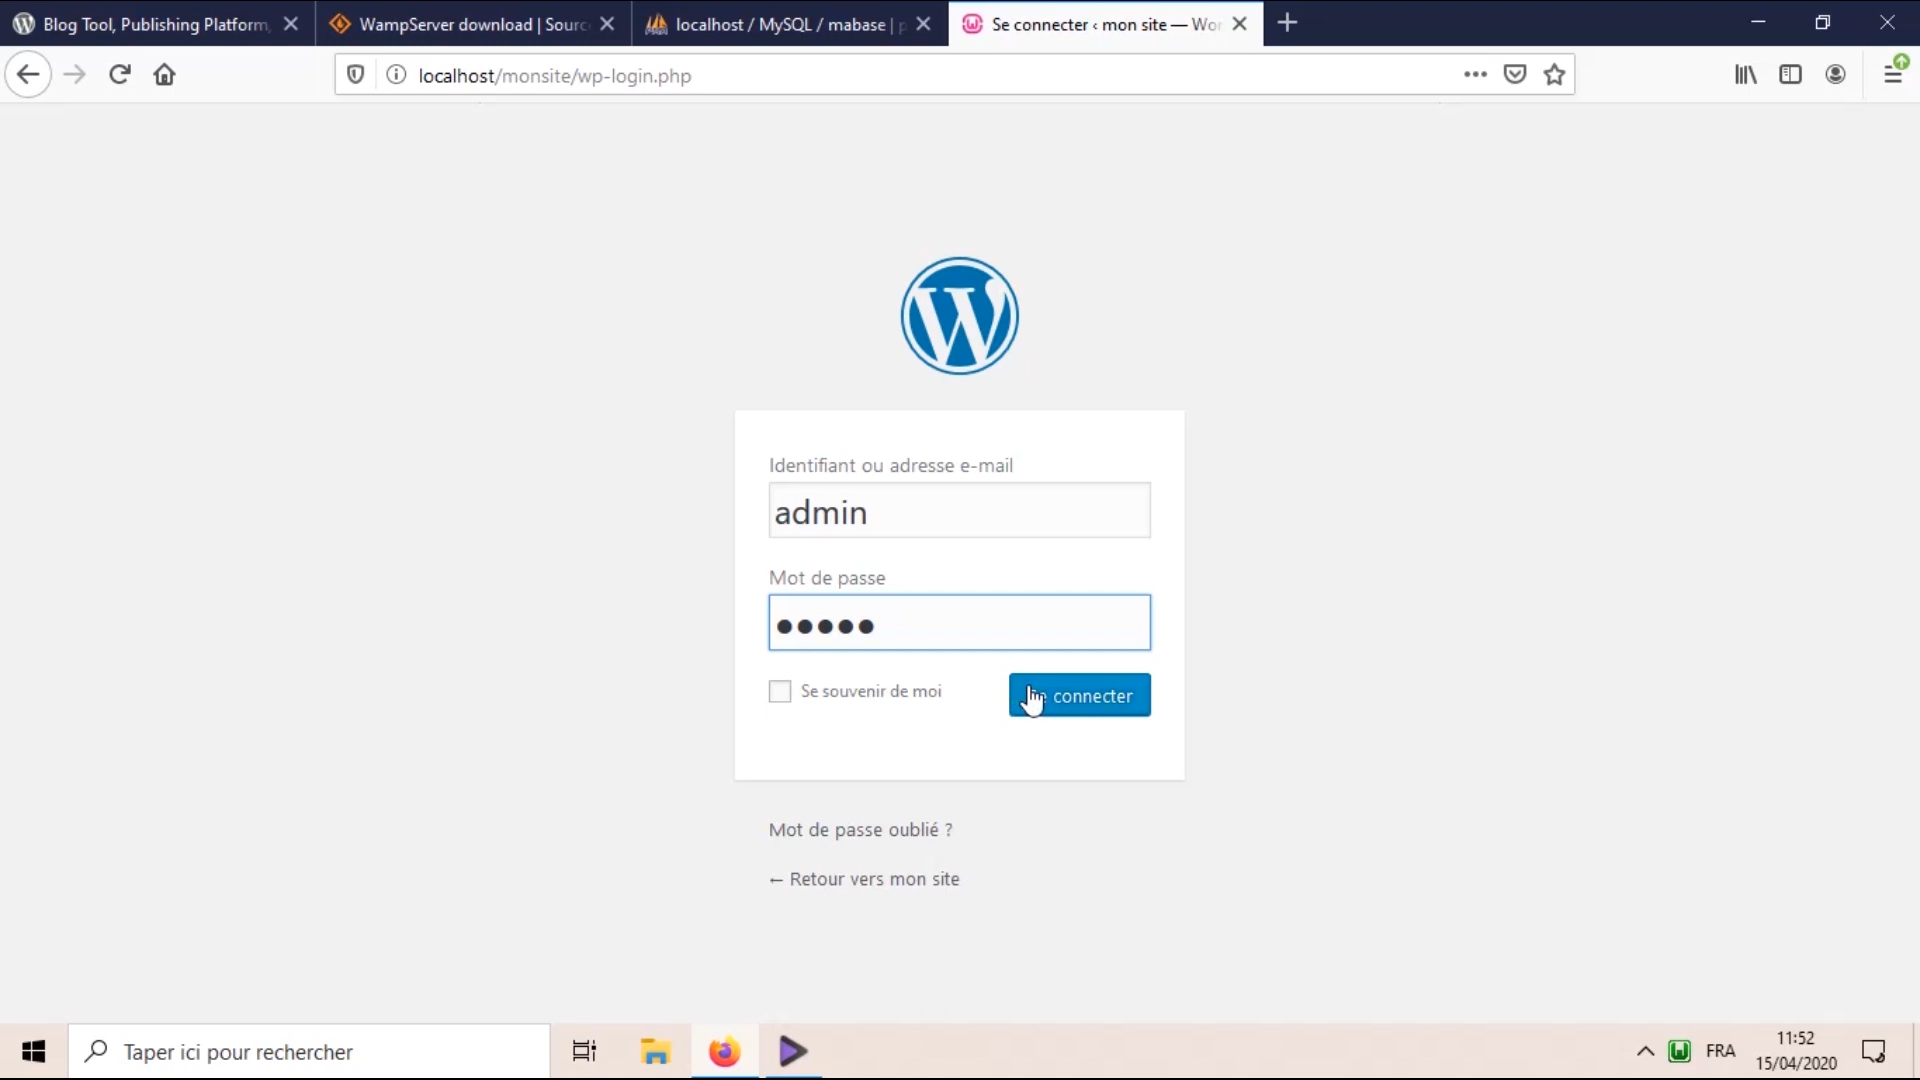 Blog Tool, Publishing Platform,
WampServer download | Sourc
localhost / MySQL / mabase | p
Se connecter ‹ mon site — Wor
localhost/monsite/wp-login.php
Identifiant ou adresse e-mail
admin
Mot de passe
●●●●●
Se souvenir de moi
connecter
Mot de passe oublié ?
← Retour vers mon site
Taper ici pour rechercher
FRA
11:52
15/04/2020